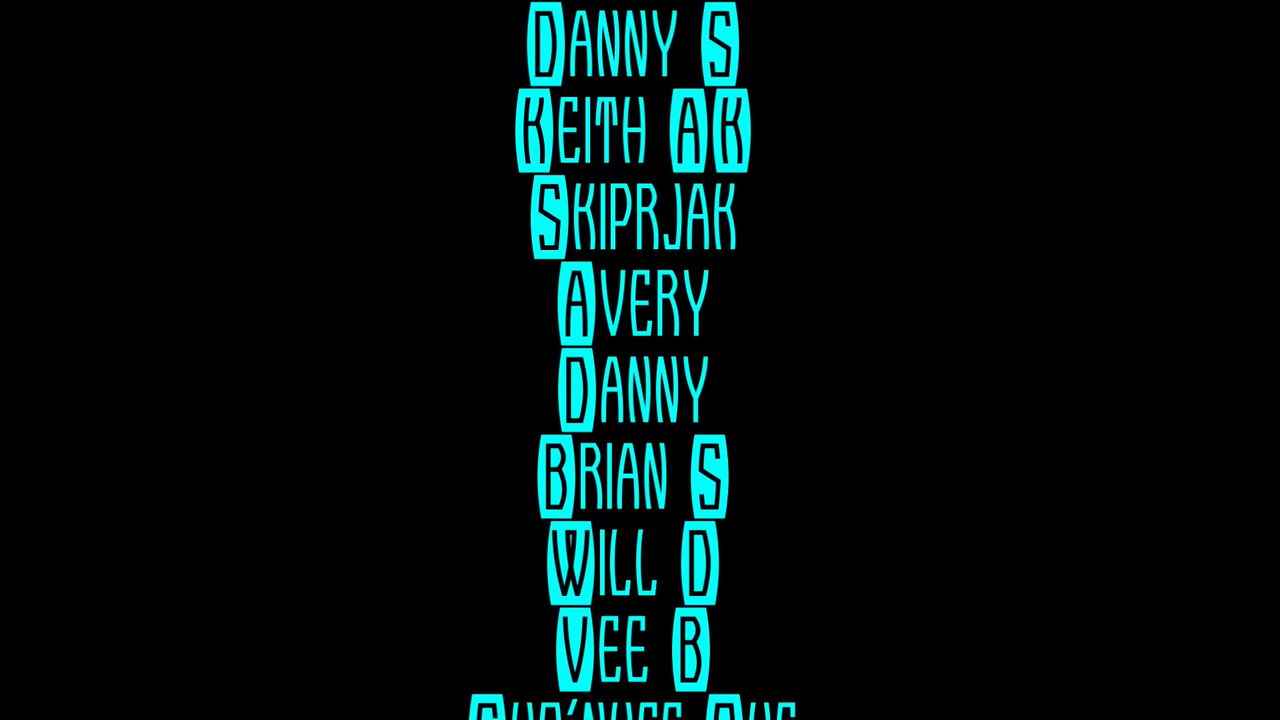 Danny S
Keith AK
Skiprjak
Avery
Danny
Brian S
Will D
Vee B